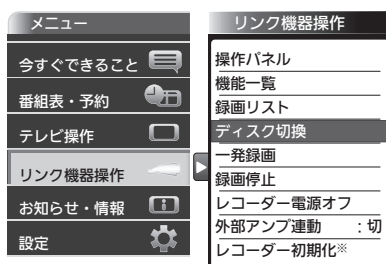 メニュー
今すぐできること
番組表・予約
テレビ操作
リンク機器操作
お知らせ・情報
設定
リンク機器操作
操作パネル
機能一覧
録画リスト
ディスク切換
一発録画
録画停止
レコーダー電源オフ
外部アンプ連動 :切
レコーダー初期化※